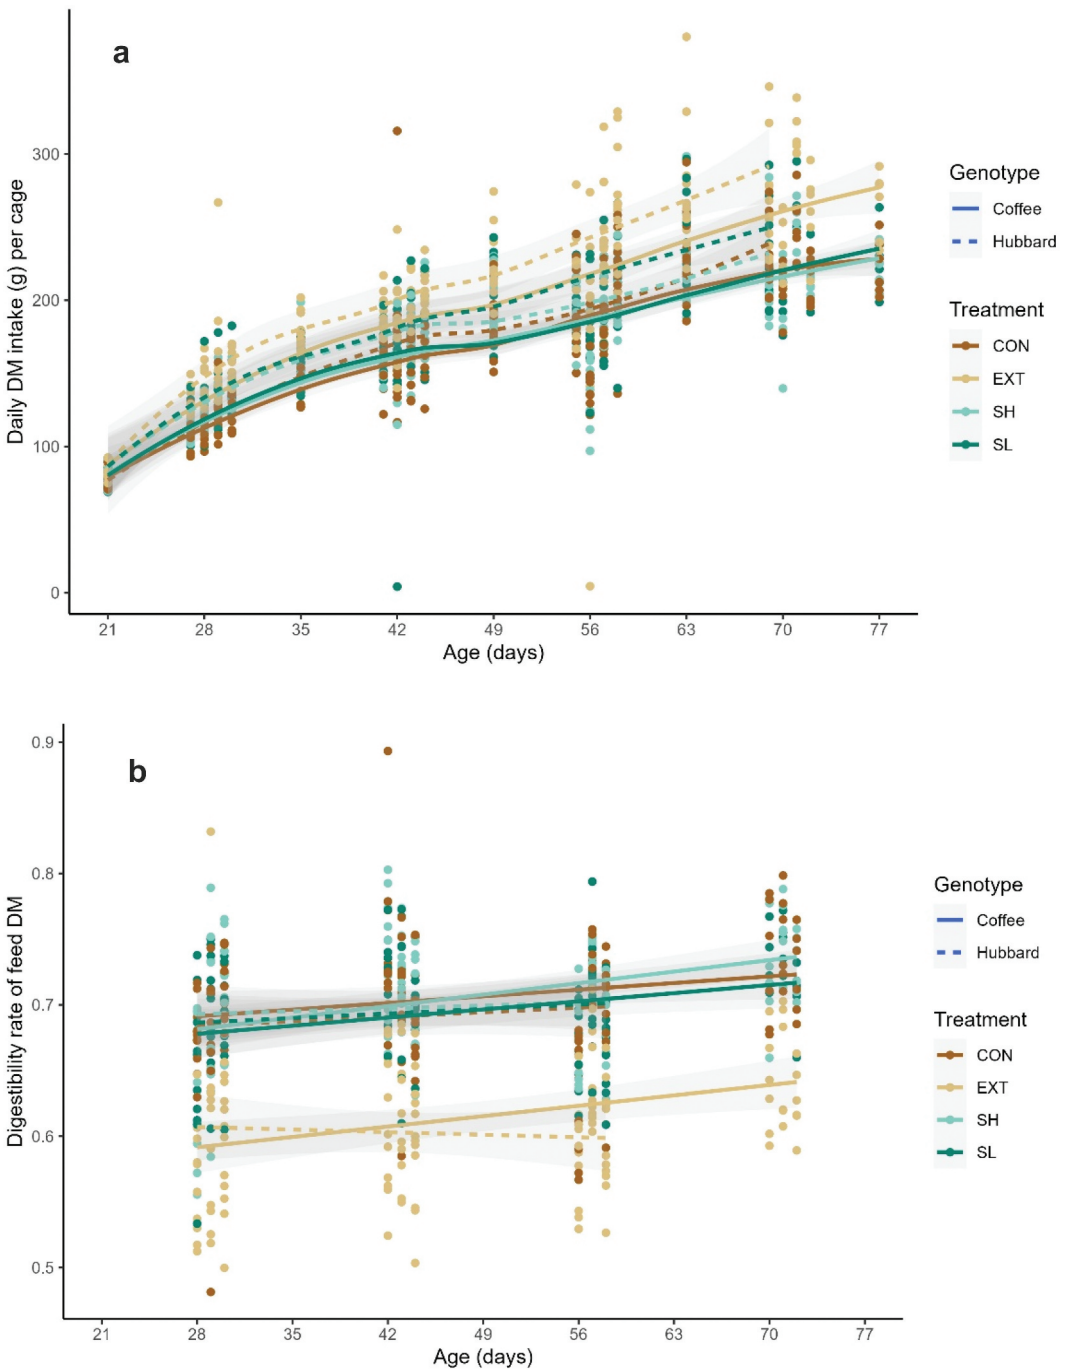 a
Daily DM intake (g) per cage
300
200
100
0
21 28 35 42 49 56 63 70 77
Age (days)
Genotype
Coffee
Hubbard
Treatment
CON
EXT
SH
SL
b
Digestibility rate of feed DM
0.9
0.8
0.7
0.6
0.5
21 28 35 42 49 56 63 70 77
Age (days)
Genotype
Coffee
Hubbard
Treatment
CON
EXT
SH
SL